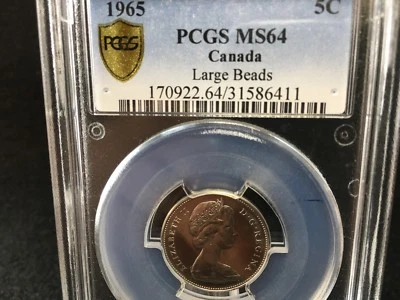 1965 5C
PCGS PCGS MS64
Canada
Large Beads
170922.64/31586411
ELIZABETH II D·G·REGINA